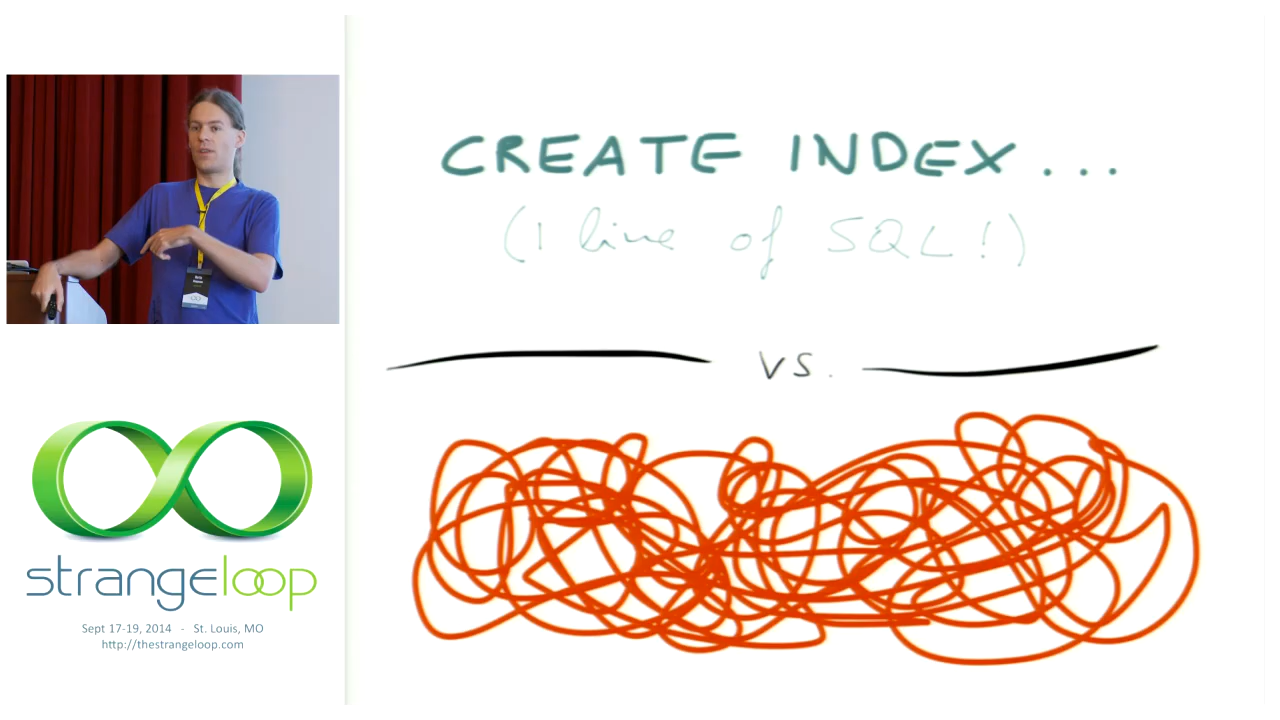 CREATE INDEX...
(1 line of SQL!)
vs.
strangeloop
Sept 17-19, 2014 - St. Louis, MO
http://thestrangeloop.com